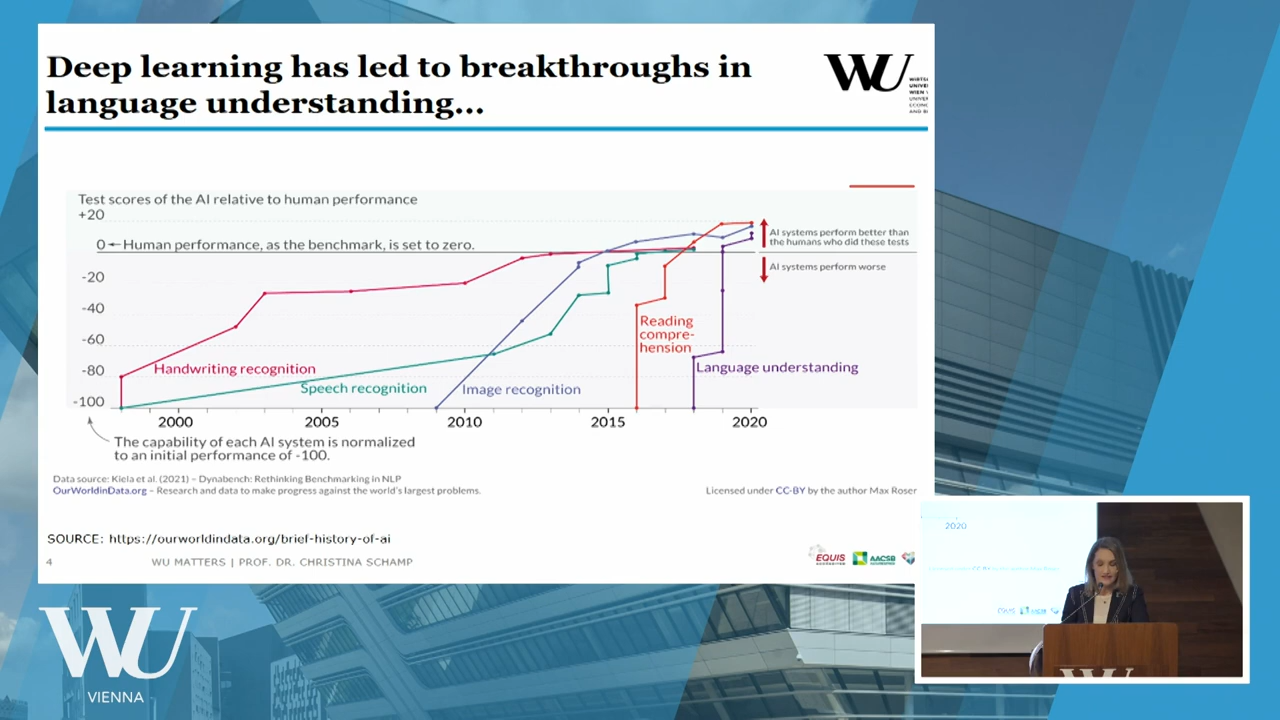 Deep learning has led to breakthroughs in
language understanding...
WU
Test scores of the AI relative to human performance
+20
0 ← Human performance, as the benchmark, is set to zero.
AI systems perform better than
the humans who did these tests
AI systems perform worse
-20
-40
-60
-80
-100
Reading
compre-
hension
Handwriting recognition
Speech recognition
Image recognition
Language understanding
2000
2005
2010
2015
2020
The capability of each AI system is normalized
to an initial performance of -100.
Data source: Kiela et al. (2021) – Dynabench: Rethinking Benchmarking in NLP
OurWorldinData.org – Research and data to make progress against the world's largest problems.
Licensed under CC-BY by the author Max Roser
SOURCE: https://ourworldindata.org/brief-history-of-ai
4
WU MATTERS | PROF. DR. CHRISTINA SCHAMP
EQUIS
ACCREDITED
AACSB
ACCREDITED
WU
VIENNA
2020
WU